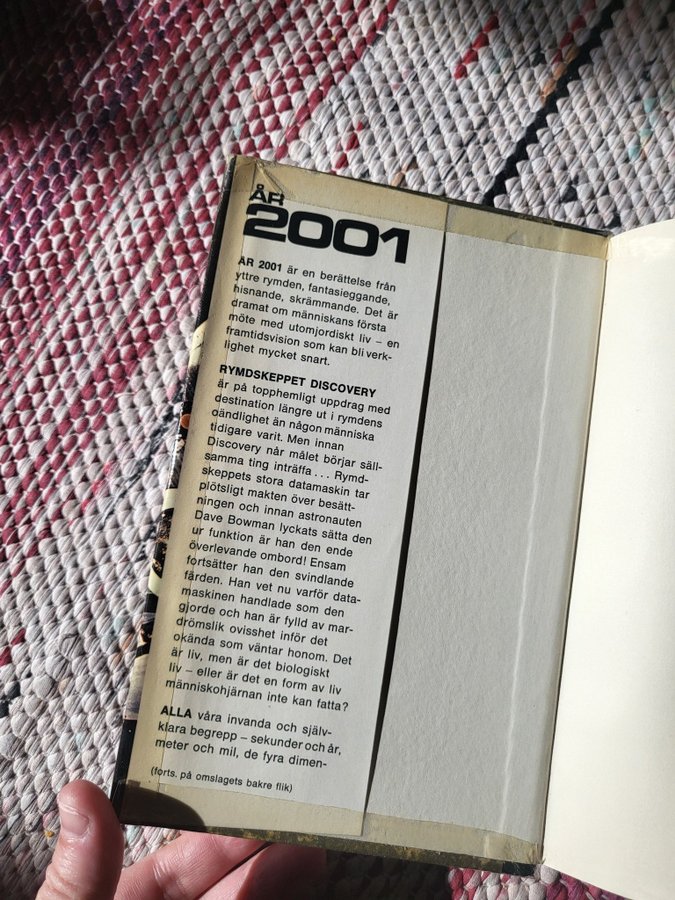 ÅR
2001
ÅR 2001 är en berättelse från
yttre rymden, fantasieggande,
hisnande, skrämmande. Det är
dramat om människans första
möte med utomjordiskt liv – en
framtidsvision som kan bli verk-
lighet mycket snart.
RYMDSKEPPET DISCOVERY
är på topphemligt uppdrag med
destination längre ut i rymdens
oändlighet än någon människa
tidigare varit. Men innan
Discovery når målet börjar säll-
samma ting inträffa ... Rymd-
skeppets stora datamaskin tar
plötsligt makten över besätt-
ningen och innan astronauten
Dave Bowman lyckats sätta den
ur funktion är han den ende
överlevande ombord! Ensam
fortsätter han den svindlande
färden. Han vet nu varför data-
maskinen handlade som den
gjorde och han är fylld av mar-
drömslik ovisshet inför det
okända som väntar honom. Det
är liv, men är det biologiskt
liv – eller är det en form av liv
människohjärnan inte kan fatta?
ALLA våra invanda och själv-
klara begrepp – sekunder och år,
meter och mil, de fyra dimen-
(forts. på omslagets bakre flik)